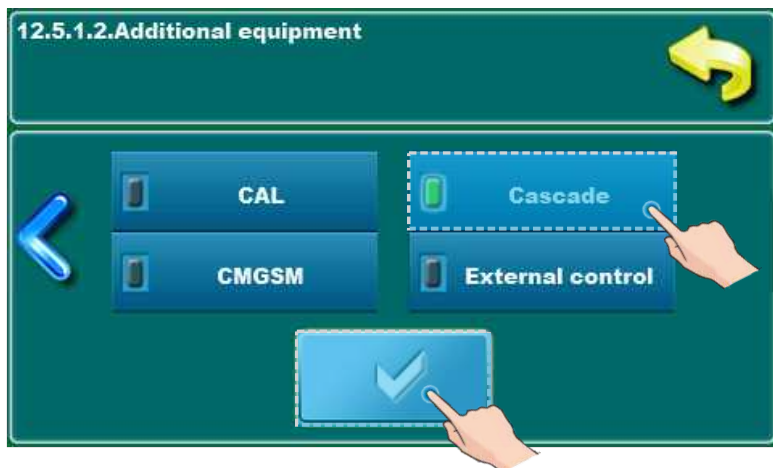 12.5.1.2.Additional equipment
CAL
Cascade
CMGSM
External control